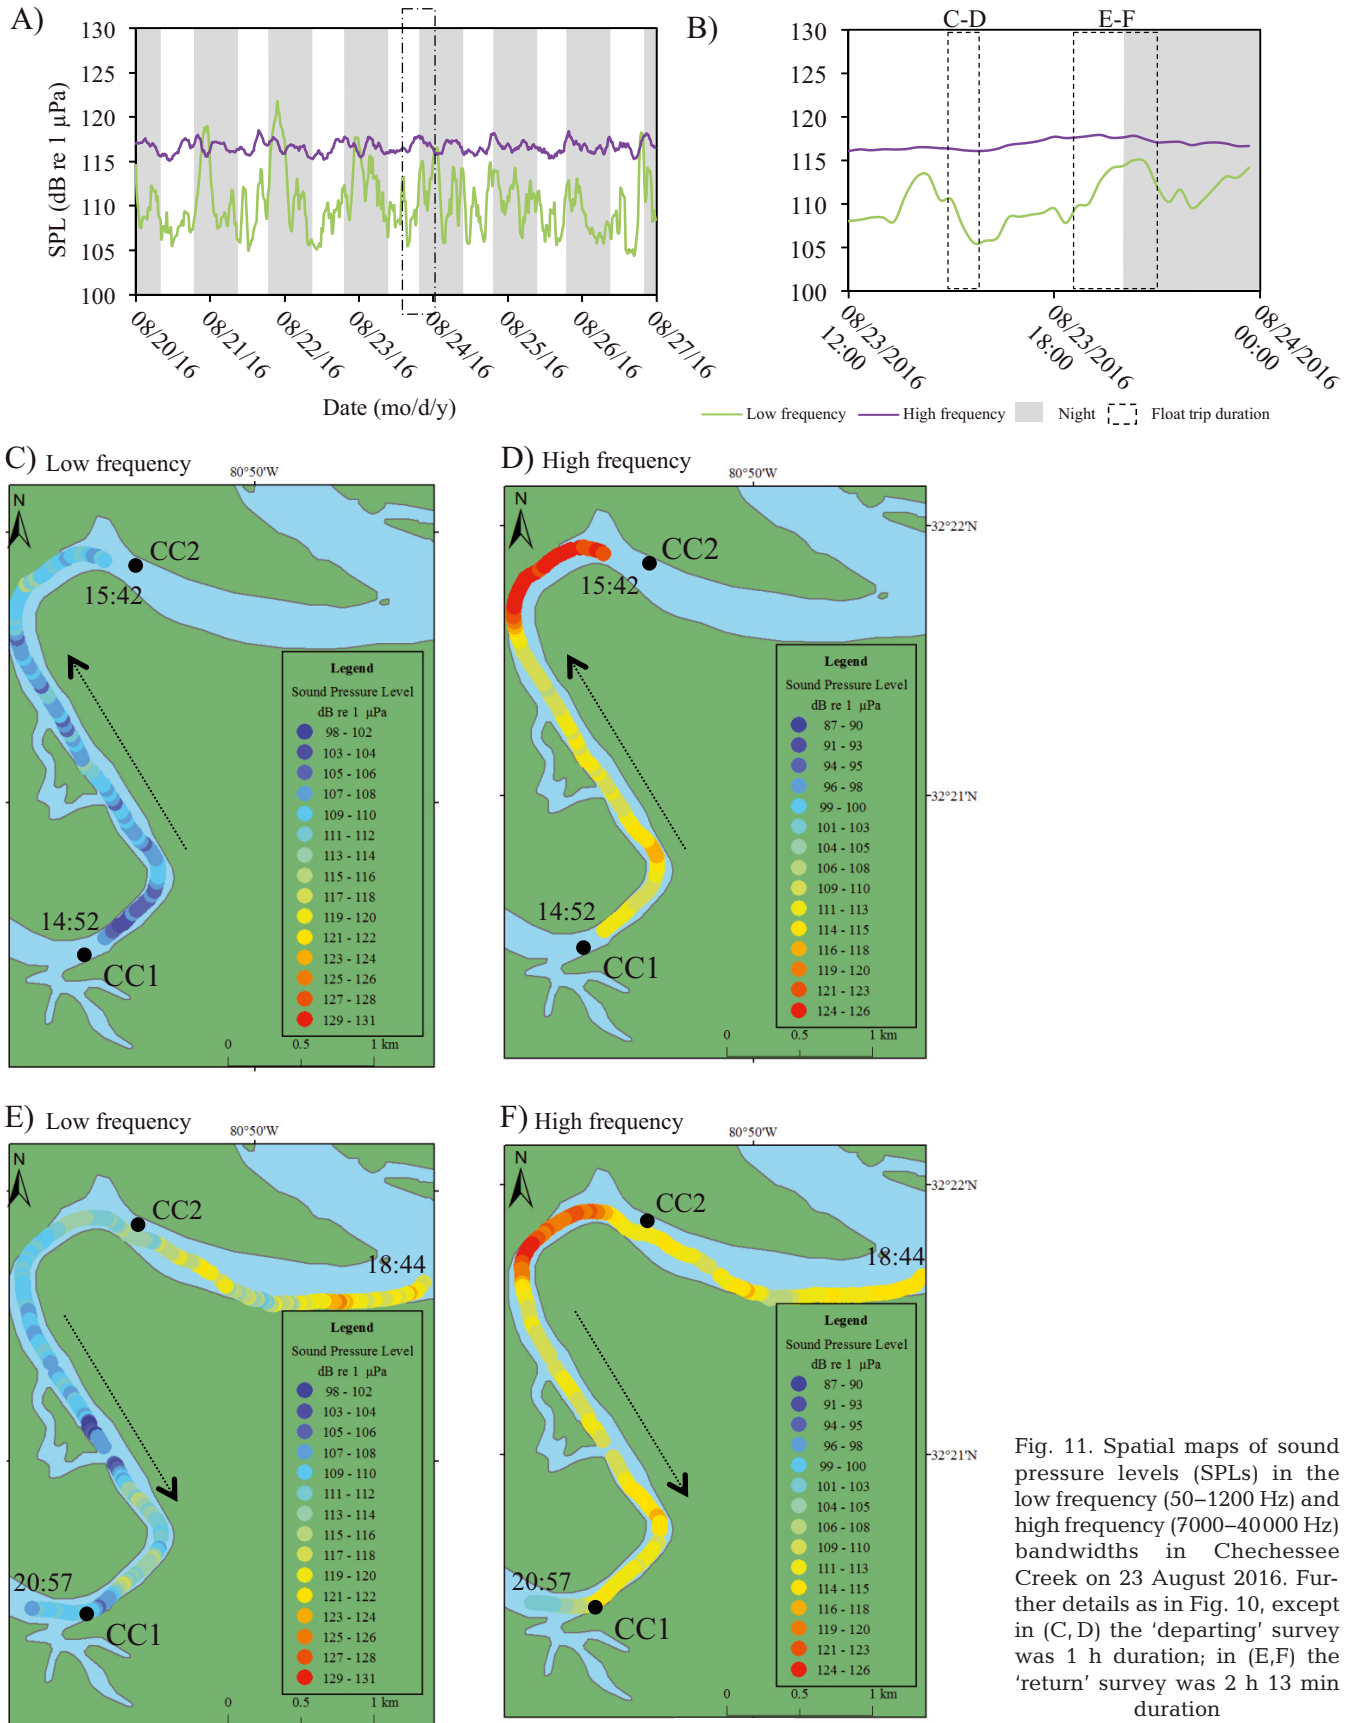 A)
130
125
120
115
110
105
100
SPL (dB re 1 µPa)
08/20/16
08/21/16
08/22/16
08/23/16
08/24/16
08/25/16
08/26/16
08/27/16
Date (mo/d/y)
B)
C-D
E-F
130
125
120
115
110
105
100
08/23/2016
12:00
08/23/2016
18:00
08/24/2016
00:00
Low frequency
High frequency
Night
Float trip duration
C) Low frequency
80°50'W
N
CC2
15:42
14:52
CC1
Legend
Sound Pressure Level
dB re 1 µPa
98 - 102
103 - 104
105 - 106
107 - 108
109 - 110
111 - 112
113 - 114
115 - 116
117 - 118
119 - 120
121 - 122
123 - 124
125 - 126
127 - 128
129 - 131
0 0.5 1 km
D) High frequency
80°50'W
N
32°22'N
CC2
15:42
32°21'N
14:52
CC1
Legend
Sound Pressure Level
dB re 1 µPa
87 - 90
91 - 93
94 - 95
96 - 98
99 - 100
101 - 103
104 - 105
106 - 108
109 - 110
111 - 113
114 - 115
116 - 118
119 - 120
121 - 123
124 - 126
0 0.5 1 km
E) Low frequency
80°50'W
N
CC2
18:44
20:57
CC1
Legend
Sound Pressure Level
dB re 1 µPa
98 - 102
103 - 104
105 - 106
107 - 108
109 - 110
111 - 112
113 - 114
115 - 116
117 - 118
119 - 120
121 - 122
123 - 124
125 - 126
127 - 128
129 - 131
0 0.5 1 km
F) High frequency
80°50'W
N
32°22'N
CC2
18:44
32°21'N
20:57
CC1
Legend
Sound Pressure Level
dB re 1 µPa
87 - 90
91 - 93
94 - 95
96 - 98
99 - 100
101 - 103
104 - 105
106 - 108
109 - 110
111 - 113
114 - 115
116 - 118
119 - 120
121 - 123
124 - 126
0 0.5 1 km
Fig. 11. Spatial maps of sound
pressure levels (SPLs) in the
low frequency (50–1200 Hz) and
high frequency (7000–40000 Hz)
bandwidths in Chechessee
Creek on 23 August 2016. Fur-
ther details as in Fig. 10, except
in (C,D) the ‘departing’ survey
was 1 h duration; in (E,F) the
‘return’ survey was 2 h 13 min
duration